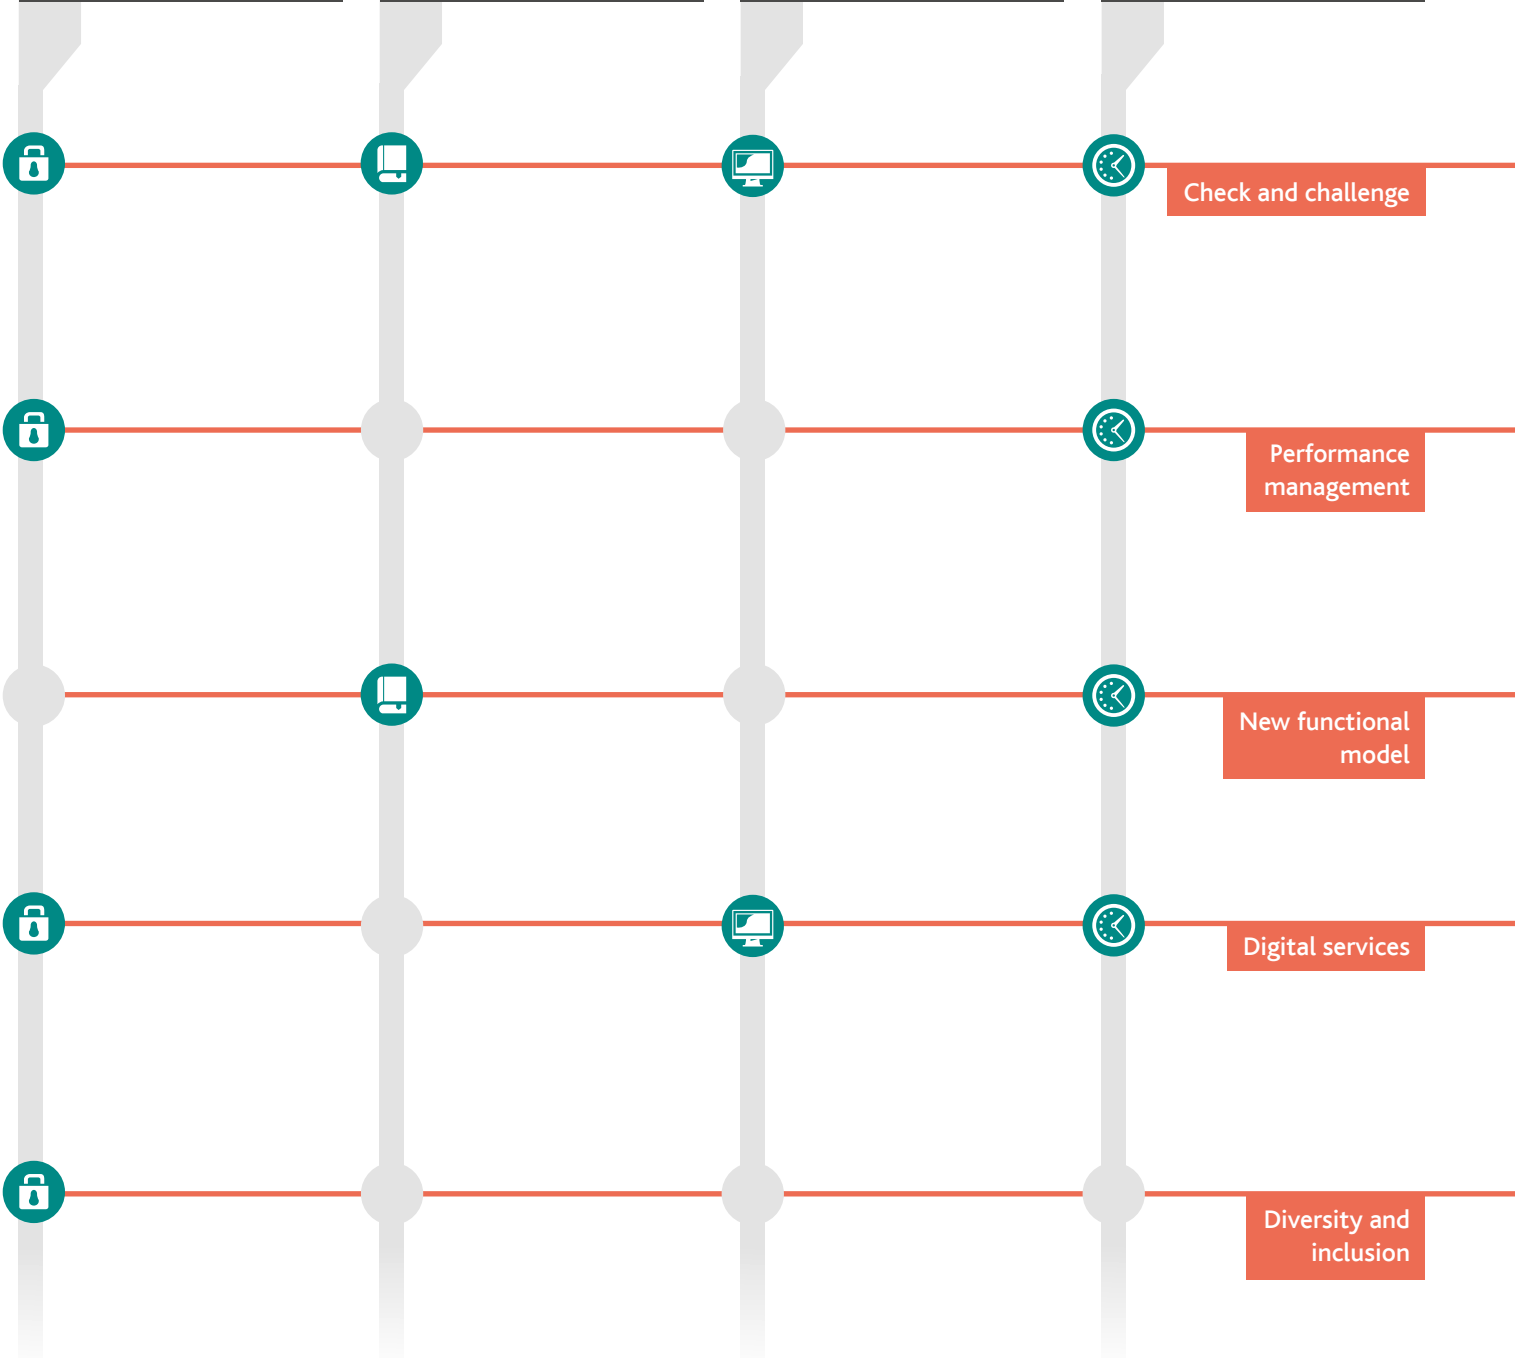 Check and challenge
Performance
management
New functional
model
Digital services
Diversity and
inclusion